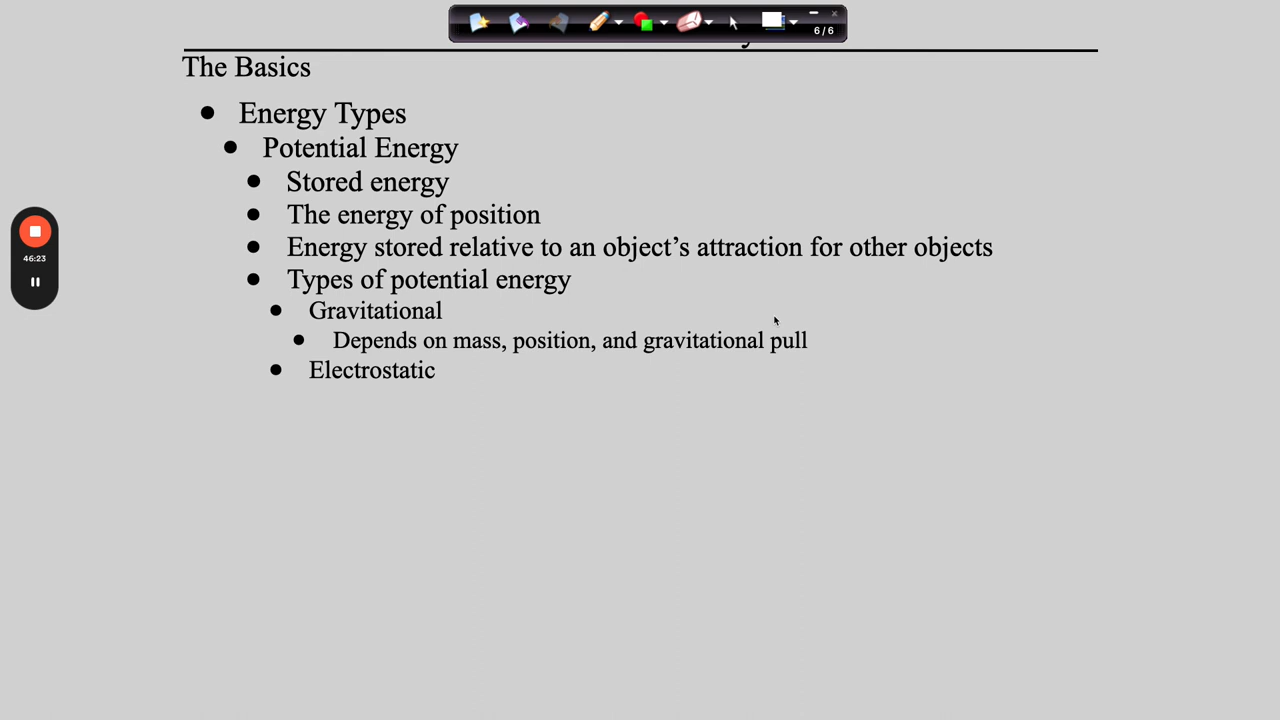 6 / 6
The Basics
• Energy Types
• Potential Energy
• Stored energy
• The energy of position
• Energy stored relative to an object’s attraction for other objects
• Types of potential energy
• Gravitational
• Depends on mass, position, and gravitational pull
• Electrostatic
46:23